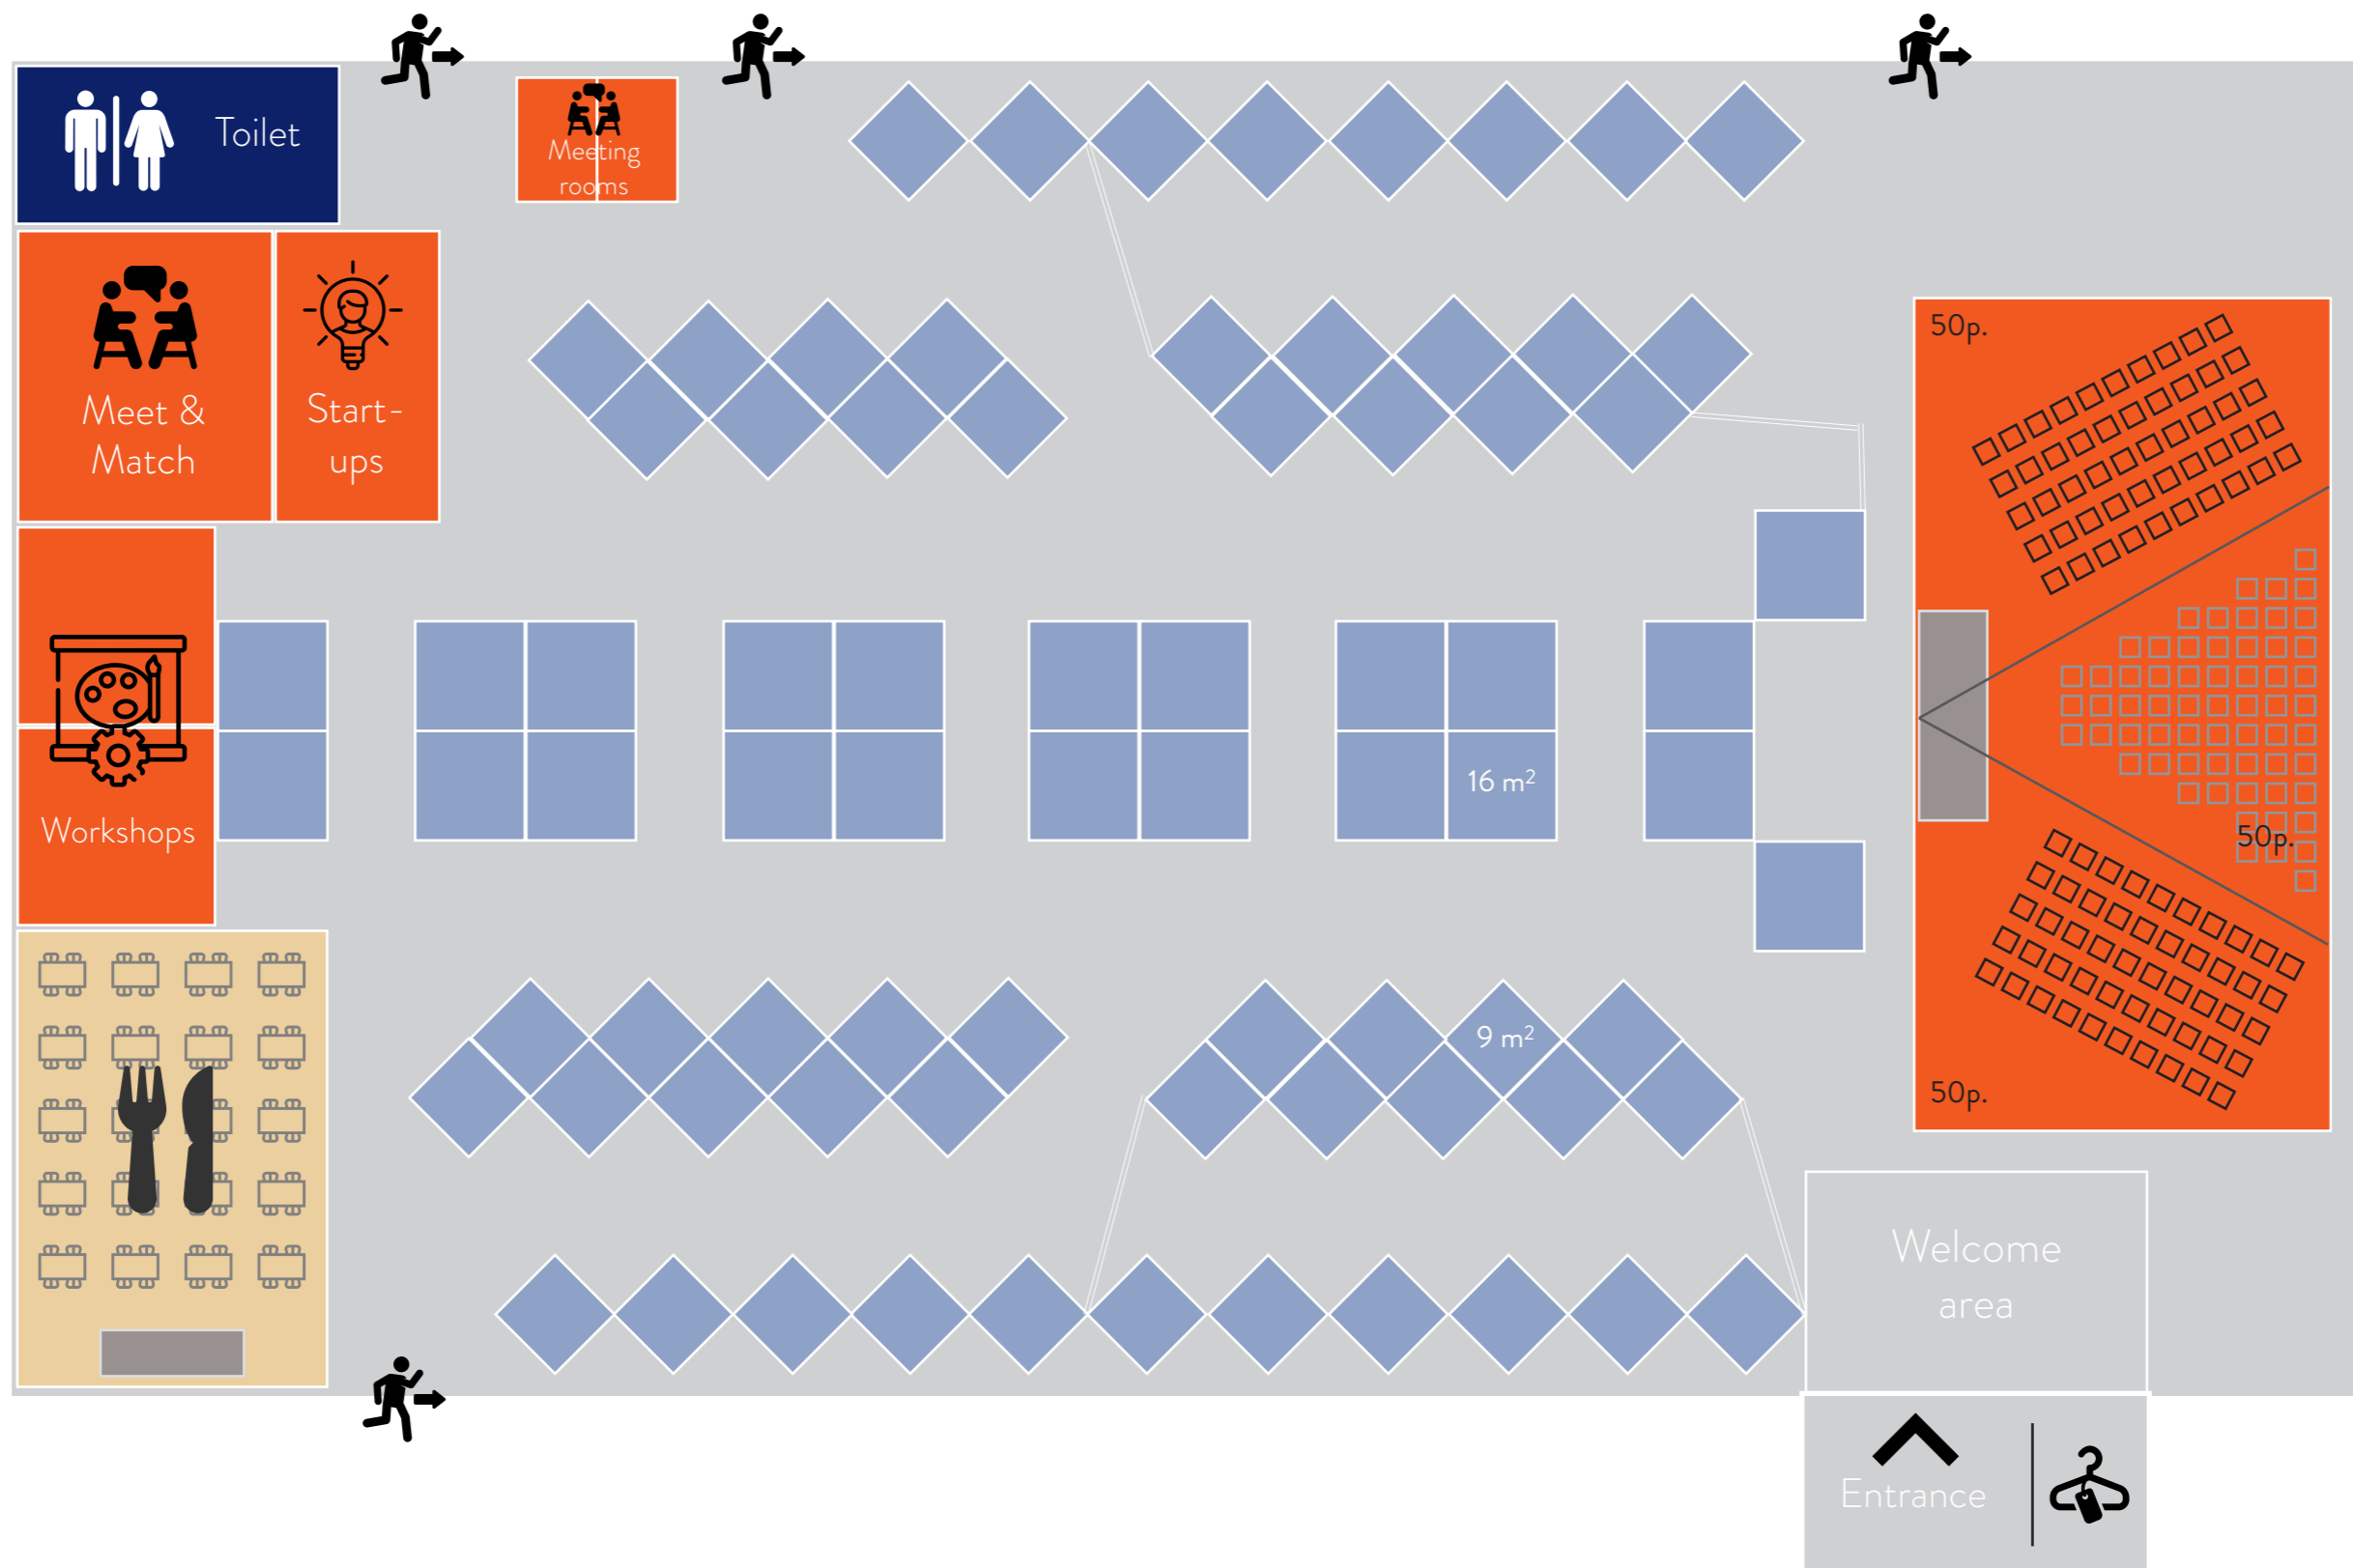 Toilet
Meeting
rooms
Meet &
Match
Start-
ups
50p.
16 m²
Workshops
50p.
9 m²
50p.
Welcome
area
Entrance